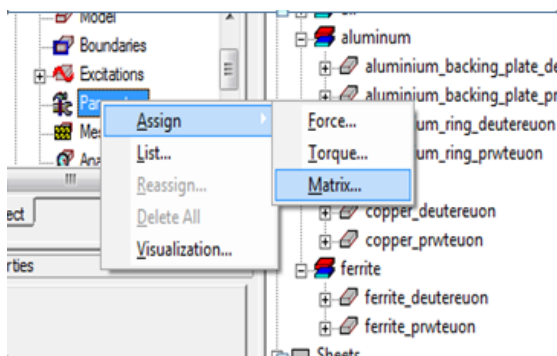 Model
Boundaries
Excitations
Assign
List...
Reassign...
Delete All
Visualization...
Force...
Torque...
Matrix...
aluminum
aluminium_backing_plate_de
aluminium_backing_plate_pr
um_ring_deutereuon
um_ring_prwteuon
copper_deutereuon
copper_prwteuon
ferrite
ferrite_deutereuon
ferrite_prwteuon
Sheets
ect
rties